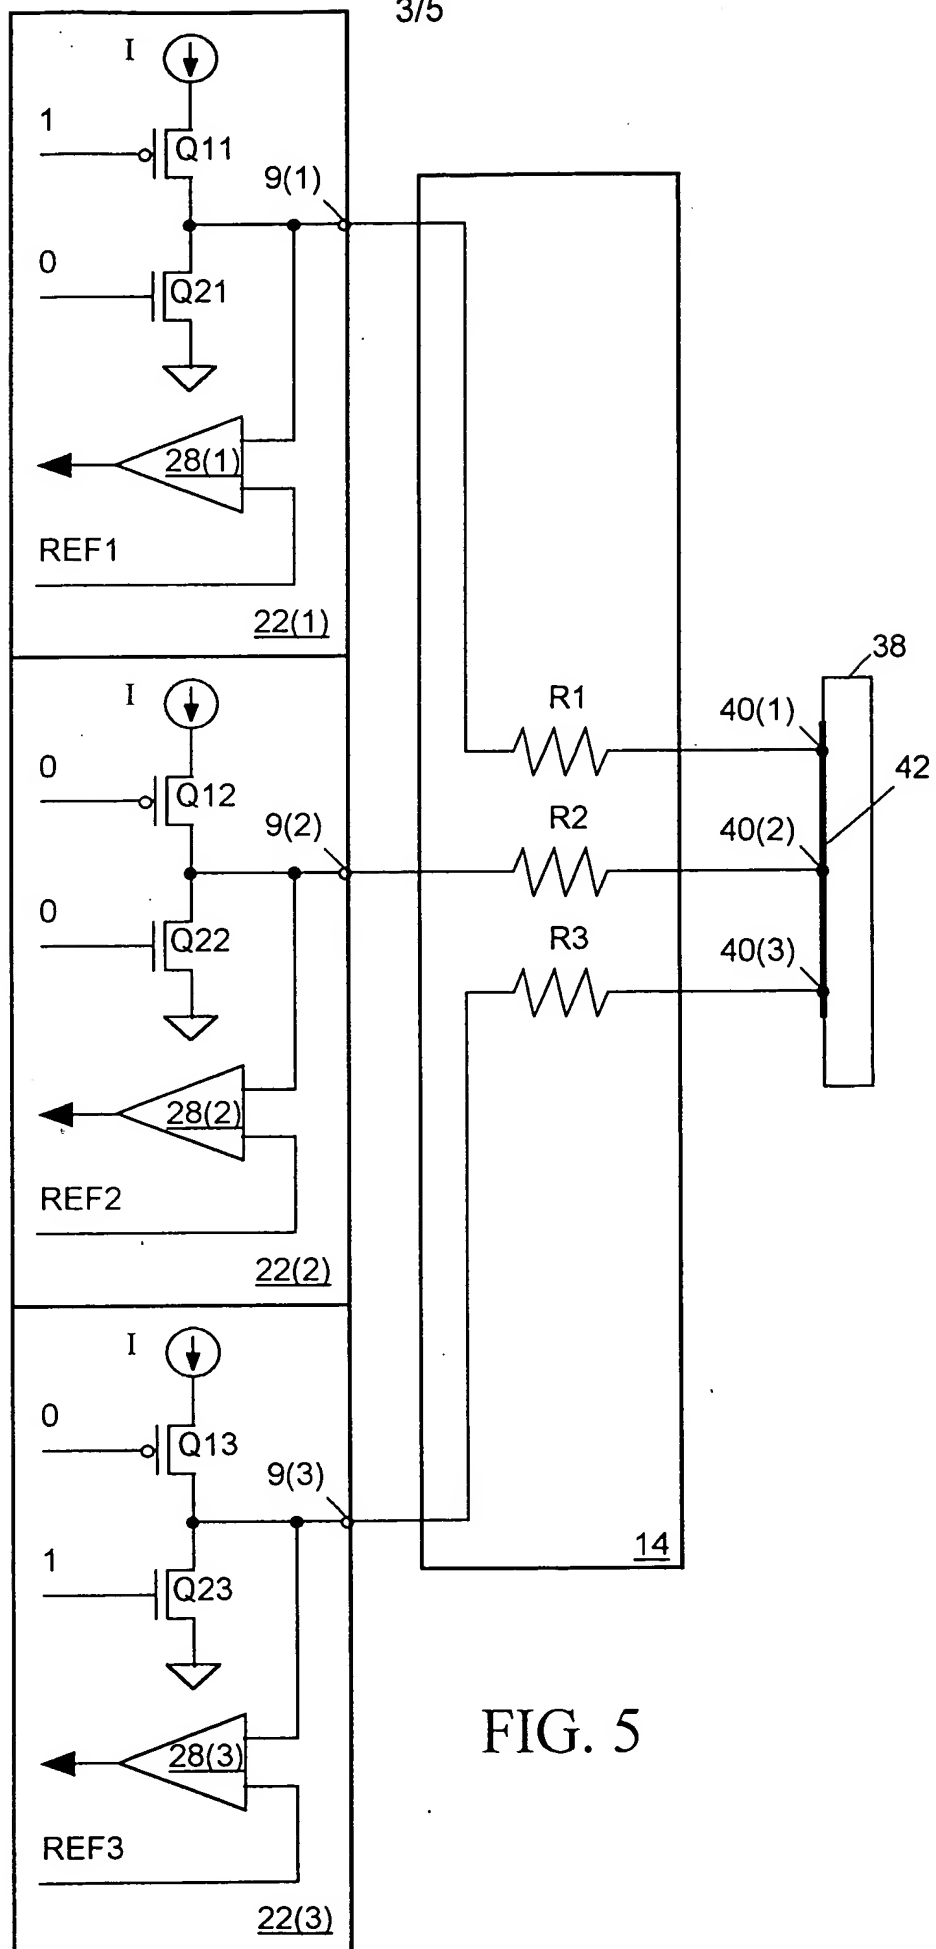 3/5
I
1
Q11
9(1)
0
Q21
28(1)
REF1
22(1)
I
0
Q12
9(2)
0
Q22
28(2)
REF2
22(2)
I
0
Q13
9(3)
1
Q23
28(3)
REF3
22(3)
R1
R2
R3
14
40(1)
40(2)
40(3)
38
42
FIG. 5